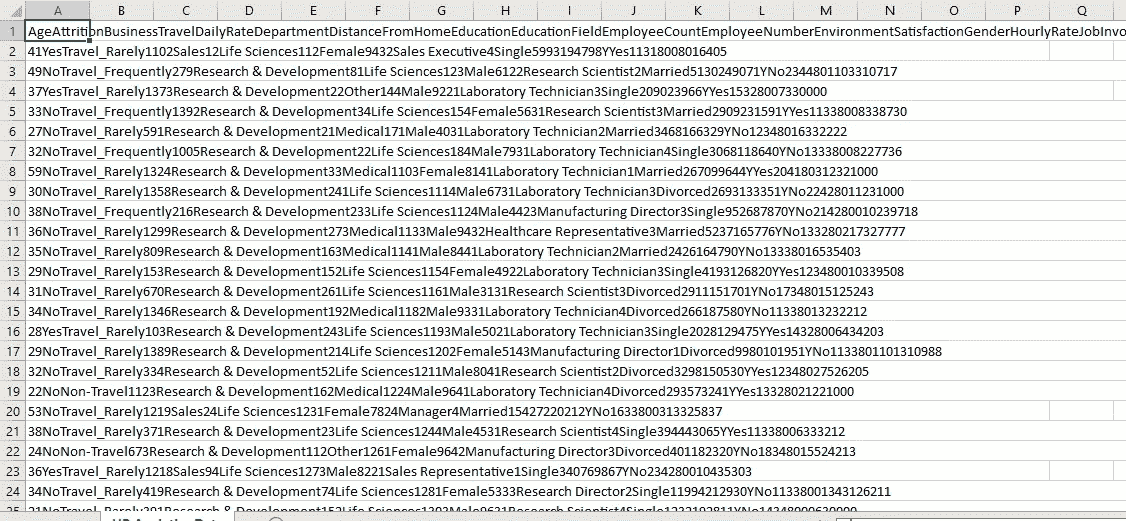 A B C D E F G H I J K L M N O P Q
1 AgeAttritionBusinessTravelDailyRateDepartmentDistanceFromHomeEducationEducationFieldEmployeeCountEmployeeNumberEnvironmentSatisfactionGenderHourlyRateJobInvo
2 41YesTravel_Rarely1102Sales12Life Sciences112Female9432Sales Executive4Single5993194798YYes11318008016405
3 49NoTravel_Frequently279Research & Development81Life Sciences123Male6122Research Scientist2Married5130249071YNo2344801103310717
4 37YesTravel_Rarely1373Research & Development22Other144Male9221Laboratory Technician3Single209023966YYes15328007330000
5 33NoTravel_Frequently1392Research & Development34Life Sciences154Female5631Research Scientist3Married2909231591YYes11338008338730
6 27NoTravel_Rarely591Research & Development21Medical171Male4031Laboratory Technician2Married3468166329YNo12348016332222
7 32NoTravel_Frequently1005Research & Development22Life Sciences184Male7931Laboratory Technician4Single3068118640YNo13338008227736
8 59NoTravel_Rarely1324Research & Development33Medical1103Female8141Laboratory Technician1Married267099644YYes204180312321000
9 30NoTravel_Rarely1358Research & Development241Life Sciences1114Male6731Laboratory Technician3Divorced2693133351YNo22428011231000
10 38NoTravel_Frequently216Research & Development233Life Sciences1124Male4423Manufacturing Director3Single952687870YNo214280010239718
11 36NoTravel_Rarely1299Research & Development273Medical1133Male9432Healthcare Representative3Married5237165776YNo133280217327777
12 35NoTravel_Rarely809Research & Development163Medical1141Male8441Laboratory Technician2Married2426164790YNo13338016535403
13 29NoTravel_Rarely153Research & Development152Life Sciences1154Female4922Laboratory Technician3Single4193126820YYes123480010339508
14 31NoTravel_Rarely670Research & Development261Life Sciences1161Male3131Research Scientist3Divorced2911151701YNo17348015125243
15 34NoTravel_Rarely1346Research & Development192Medical1182Male9331Laboratory Technician4Divorced266187580YNo11338013232212
16 28YesTravel_Rarely103Research & Development243Life Sciences1193Male5021Laboratory Technician3Single2028129475YYes14328006434203
17 29NoTravel_Rarely1389Research & Development214Life Sciences1202Female5143Manufacturing Director1Divorced9980101951YNo1133801101310988
18 32NoTravel_Rarely334Research & Development52Life Sciences1211Male8041Research Scientist2Divorced3298150530YYes12348027526205
19 22NoNon-Travel1123Research & Development162Medical1224Male9641Laboratory Technician4Divorced293573241YYes13328021221000
20 53NoTravel_Rarely1219Sales24Life Sciences1231Female7824Manager4Married15427220212YNo1633800313325837
21 38NoTravel_Rarely371Research & Development23Life Sciences1244Male4531Research Scientist4Single394443065YYes11338006333212
22 24NoNon-Travel673Research & Development112Other1261Female9642Manufacturing Director3Divorced401182320YNo18348015524213
23 36YesTravel_Rarely1218Sales94Life Sciences1273Male8221Sales Representative1Single340769867YNo234280010435303
24 34NoTravel_Rarely419Research & Development74Life Sciences1281Female5333Research Director2Single11994212930YNo11338001343126211